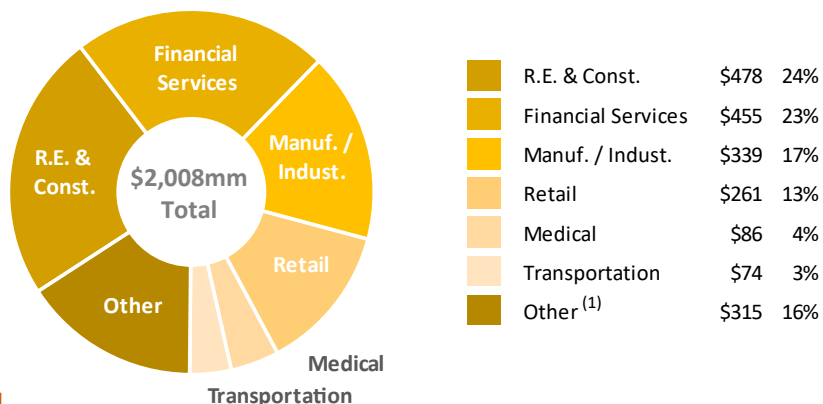 Financial
Services
R.E. &
Const.
Manuf. /
Indust.
$2,008mm
Total
Retail
Other
Medical
Transportation
R.E. & Const. $478 24%
Financial Services $455 23%
Manuf. / Indust. $339 17%
Retail $261 13%
Medical $86 4%
Transportation $74 3%
Other (1) $315 16%